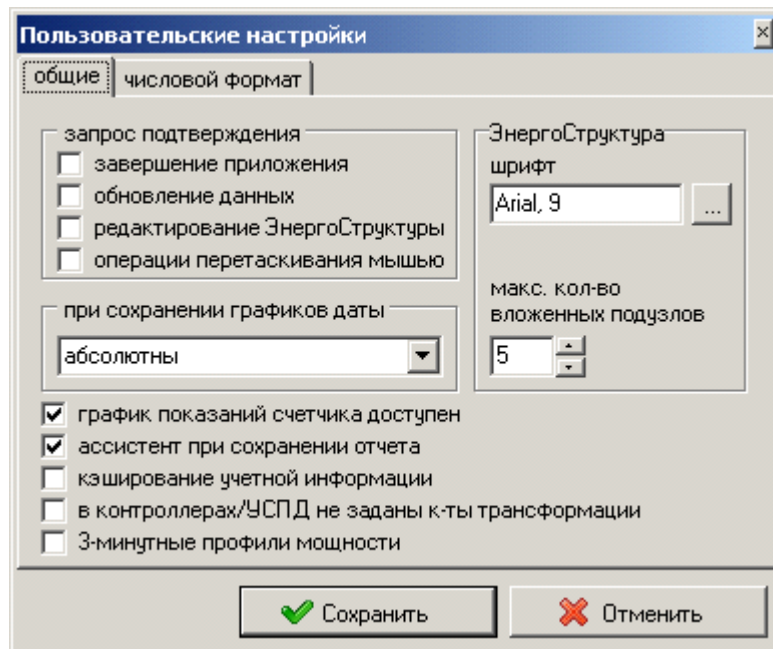 Пользовательские настройки
общие
числовой формат
запрос подтверждения
завершение приложения
обновление данных
редактирование ЭнергоСтруктуры
операции перетаскивания мышью
при сохранении графиков даты
абсолютны
ЭнергоСтруктура
шрифт
Arial, 9
...
макс. кол-во
вложенных подузлов
5
график показаний счетчика доступен
ассистент при сохранении отчета
кэширование учетной информации
в контроллерах/УСПД не заданы к-ты трансформации
3-минутные профили мощности
Сохранить
Отменить